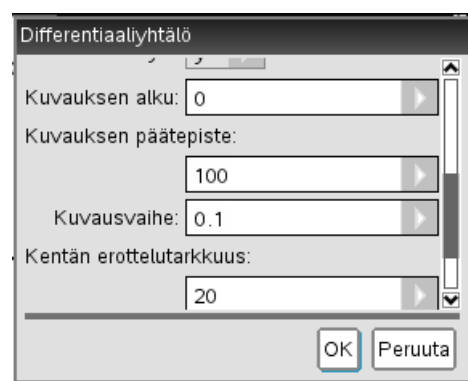 Differentiaaliyhtälö
Kuvauksen alku: 0
Kuvauksen päätepiste:
100
Kuvausvaihe: 0.1
Kentän erottelutarkkuus:
20
OK Peruuta